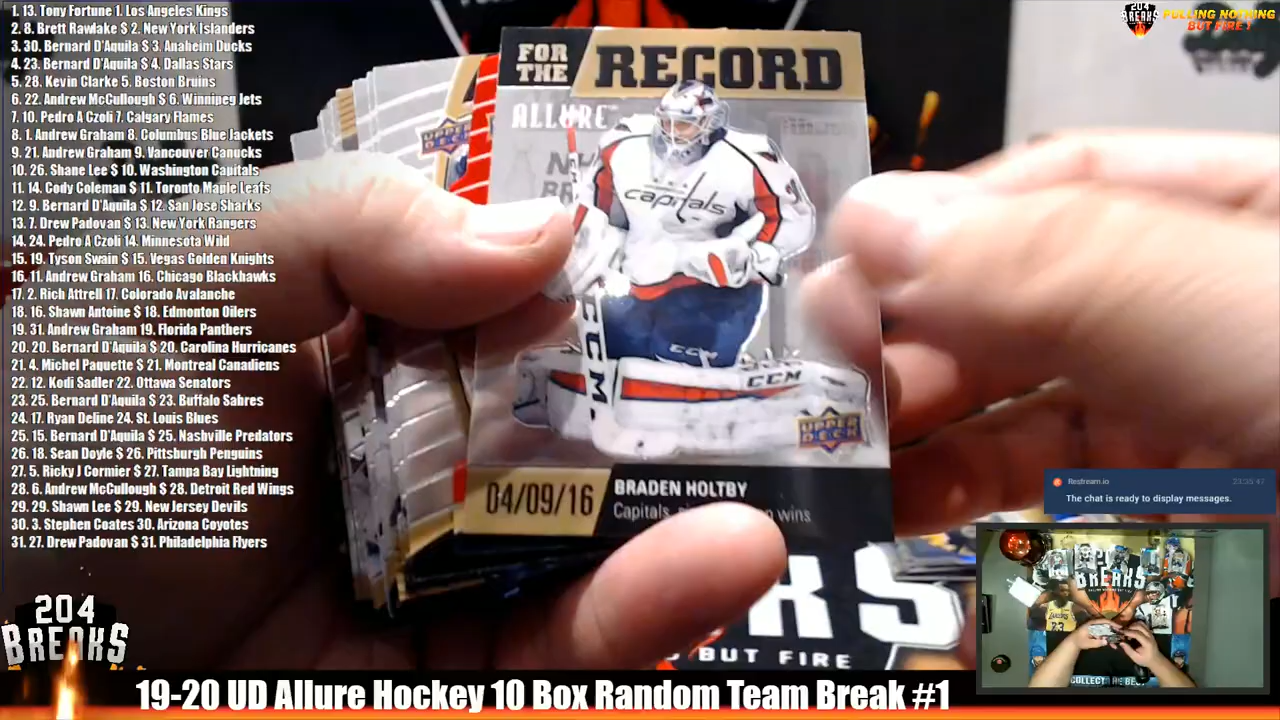 1. 13. Tony Fortune 1. Los Angeles Kings
2. 8. Brett Rawlake $ 2. New York Islanders
3. 30. Bernard D'Aquila $ 3. Anaheim Ducks
4. 23. Bernard D'Aquila $ 4. Dallas Stars
5. 28. Kevin Clarke 5. Boston Bruins
6. 22. Andrew McCullough $ 6. Winnipeg Jets
7. 10. Pedro A Czoli 7. Calgary Flames
8. 1. Andrew Graham 8. Columbus Blue Jackets
9. 21. Andrew Graham 9. Vancouver Canucks
10. 26. Shane Lee $ 10. Washington Capitals
11. 14. Cody Coleman $ 11. Toronto Maple Leafs
12. 9. Bernard D'Aquila $ 12. San Jose Sharks
13. 7. Drew Padovan $ 13. New York Rangers
14. 24. Pedro A Czoli 14. Minnesota Wild
15. 19. Tyson Swain $ 15. Vegas Golden Knights
16. 11. Andrew Graham 16. Chicago Blackhawks
17. 2. Rich Attrell 17. Colorado Avalanche
18. 16. Shawn Antoine $ 18. Edmonton Oilers
19. 31. Andrew Graham 19. Florida Panthers
20. 20. Bernard D'Aquila $ 20. Carolina Hurricanes
21. 4. Michel Paquette $ 21. Montreal Canadiens
22. 12. Kodi Sadler 22. Ottawa Senators
23. 25. Bernard D'Aquila $ 23. Buffalo Sabres
24. 17. Ryan Deline 24. St. Louis Blues
25. 15. Bernard D'Aquila $ 25. Nashville Predators
26. 18. Sean Doyle $ 26. Pittsburgh Penguins
27. 5. Ricky J Cormier $ 27. Tampa Bay Lightning
28. 6. Andrew McCullough $ 28. Detroit Red Wings
29. 29. Shawn Lee $ 29. New Jersey Devils
30. 3. Stephen Coates 30. Arizona Coyotes
31. 27. Drew Padovan $ 31. Philadelphia Flyers
FOR THE RECORD
ALLURE
capitals
CCM
CCM
CCM.
UPPER DECK
UPPER DECK
04/09/16
BRADEN HOLTBY
Capitals, wins
204 BREAKS
PULLING NOTHING
BUT FIRE !
Restream.io 23:35:47
The chat is ready to display messages.
BREAKS
LAKERS
23
COLLECT THE BEST
KS
BUT FIRE
204
BREAKS
19-20 UD Allure Hockey 10 Box Random Team Break #1